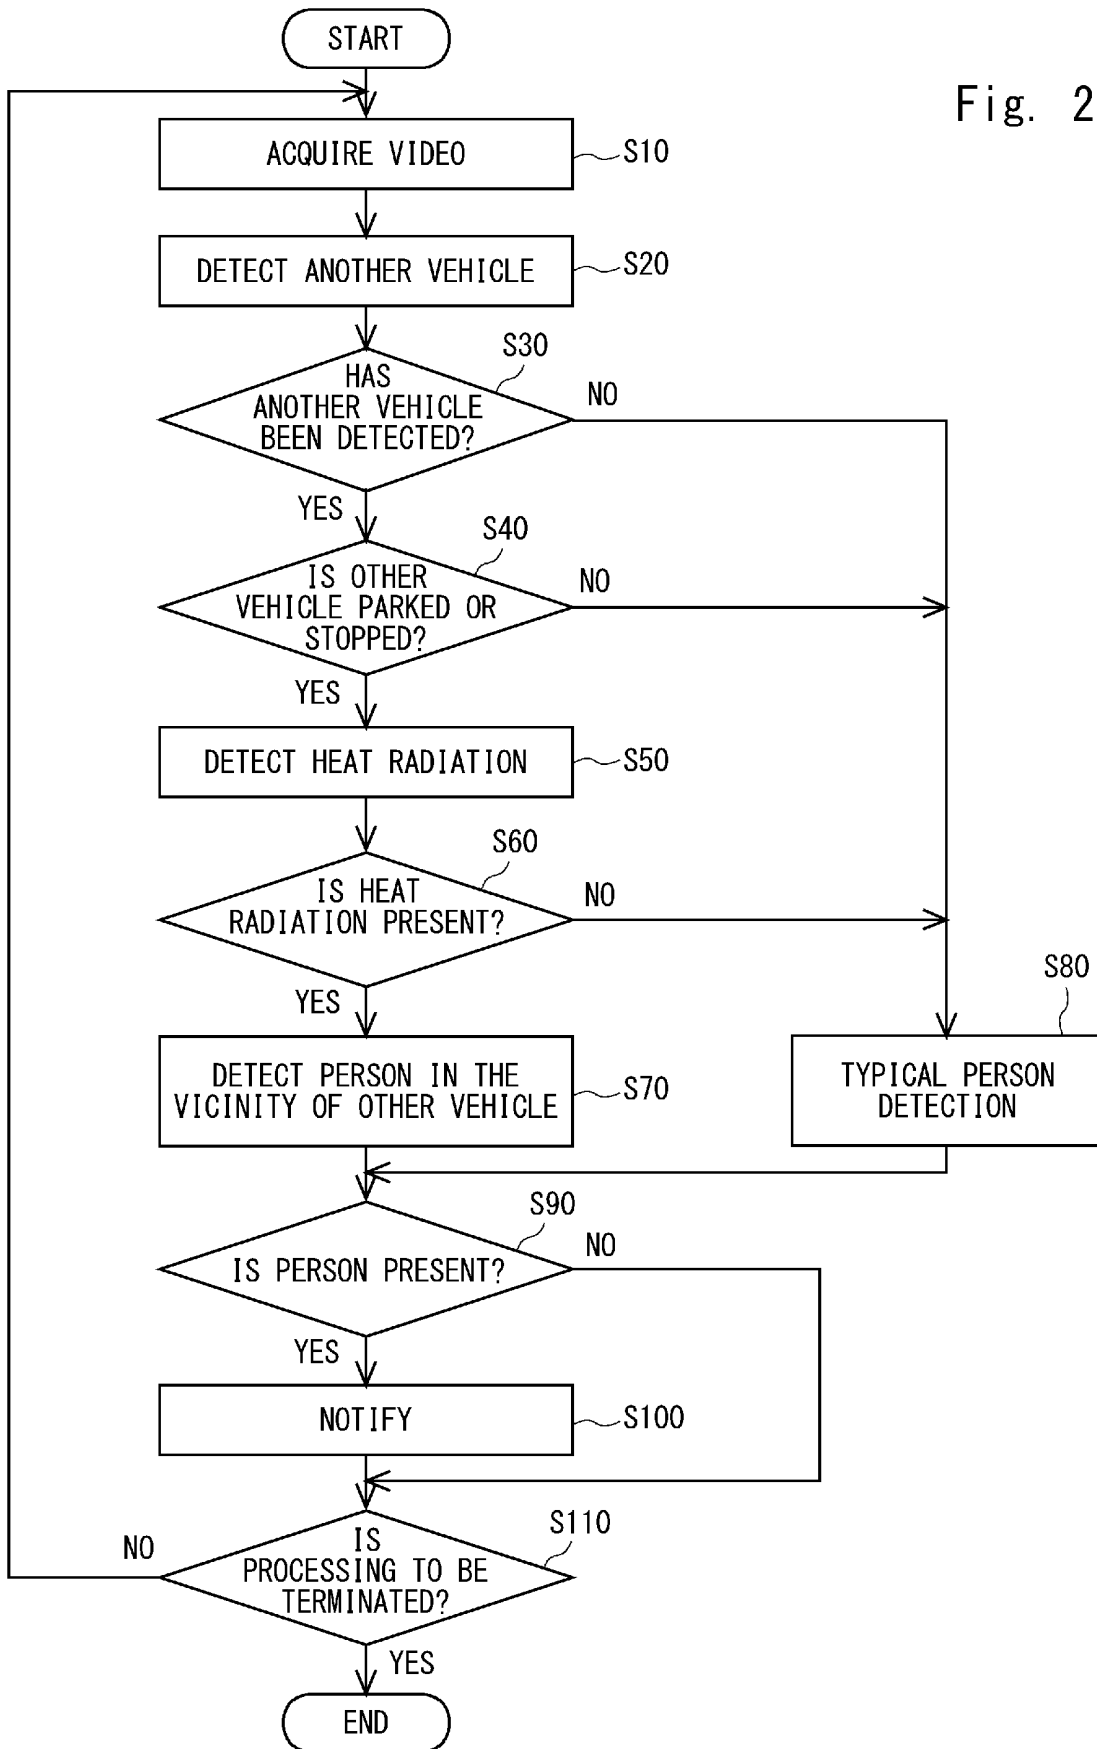 START
Fig. 2
ACQUIRE VIDEO
S10
DETECT ANOTHER VEHICLE
S20
S30
HAS
ANOTHER VEHICLE
BEEN DETECTED?
NO
YES
S40
IS OTHER
VEHICLE PARKED OR
STOPPED?
NO
YES
DETECT HEAT RADIATION
S50
S60
IS HEAT
RADIATION PRESENT?
NO
YES
S80
DETECT PERSON IN THE
VICINITY OF OTHER VEHICLE
S70
TYPICAL PERSON
DETECTION
S90
IS PERSON PRESENT?
NO
YES
NOTIFY
S100
S110
IS
PROCESSING TO BE
TERMINATED?
NO
YES
END